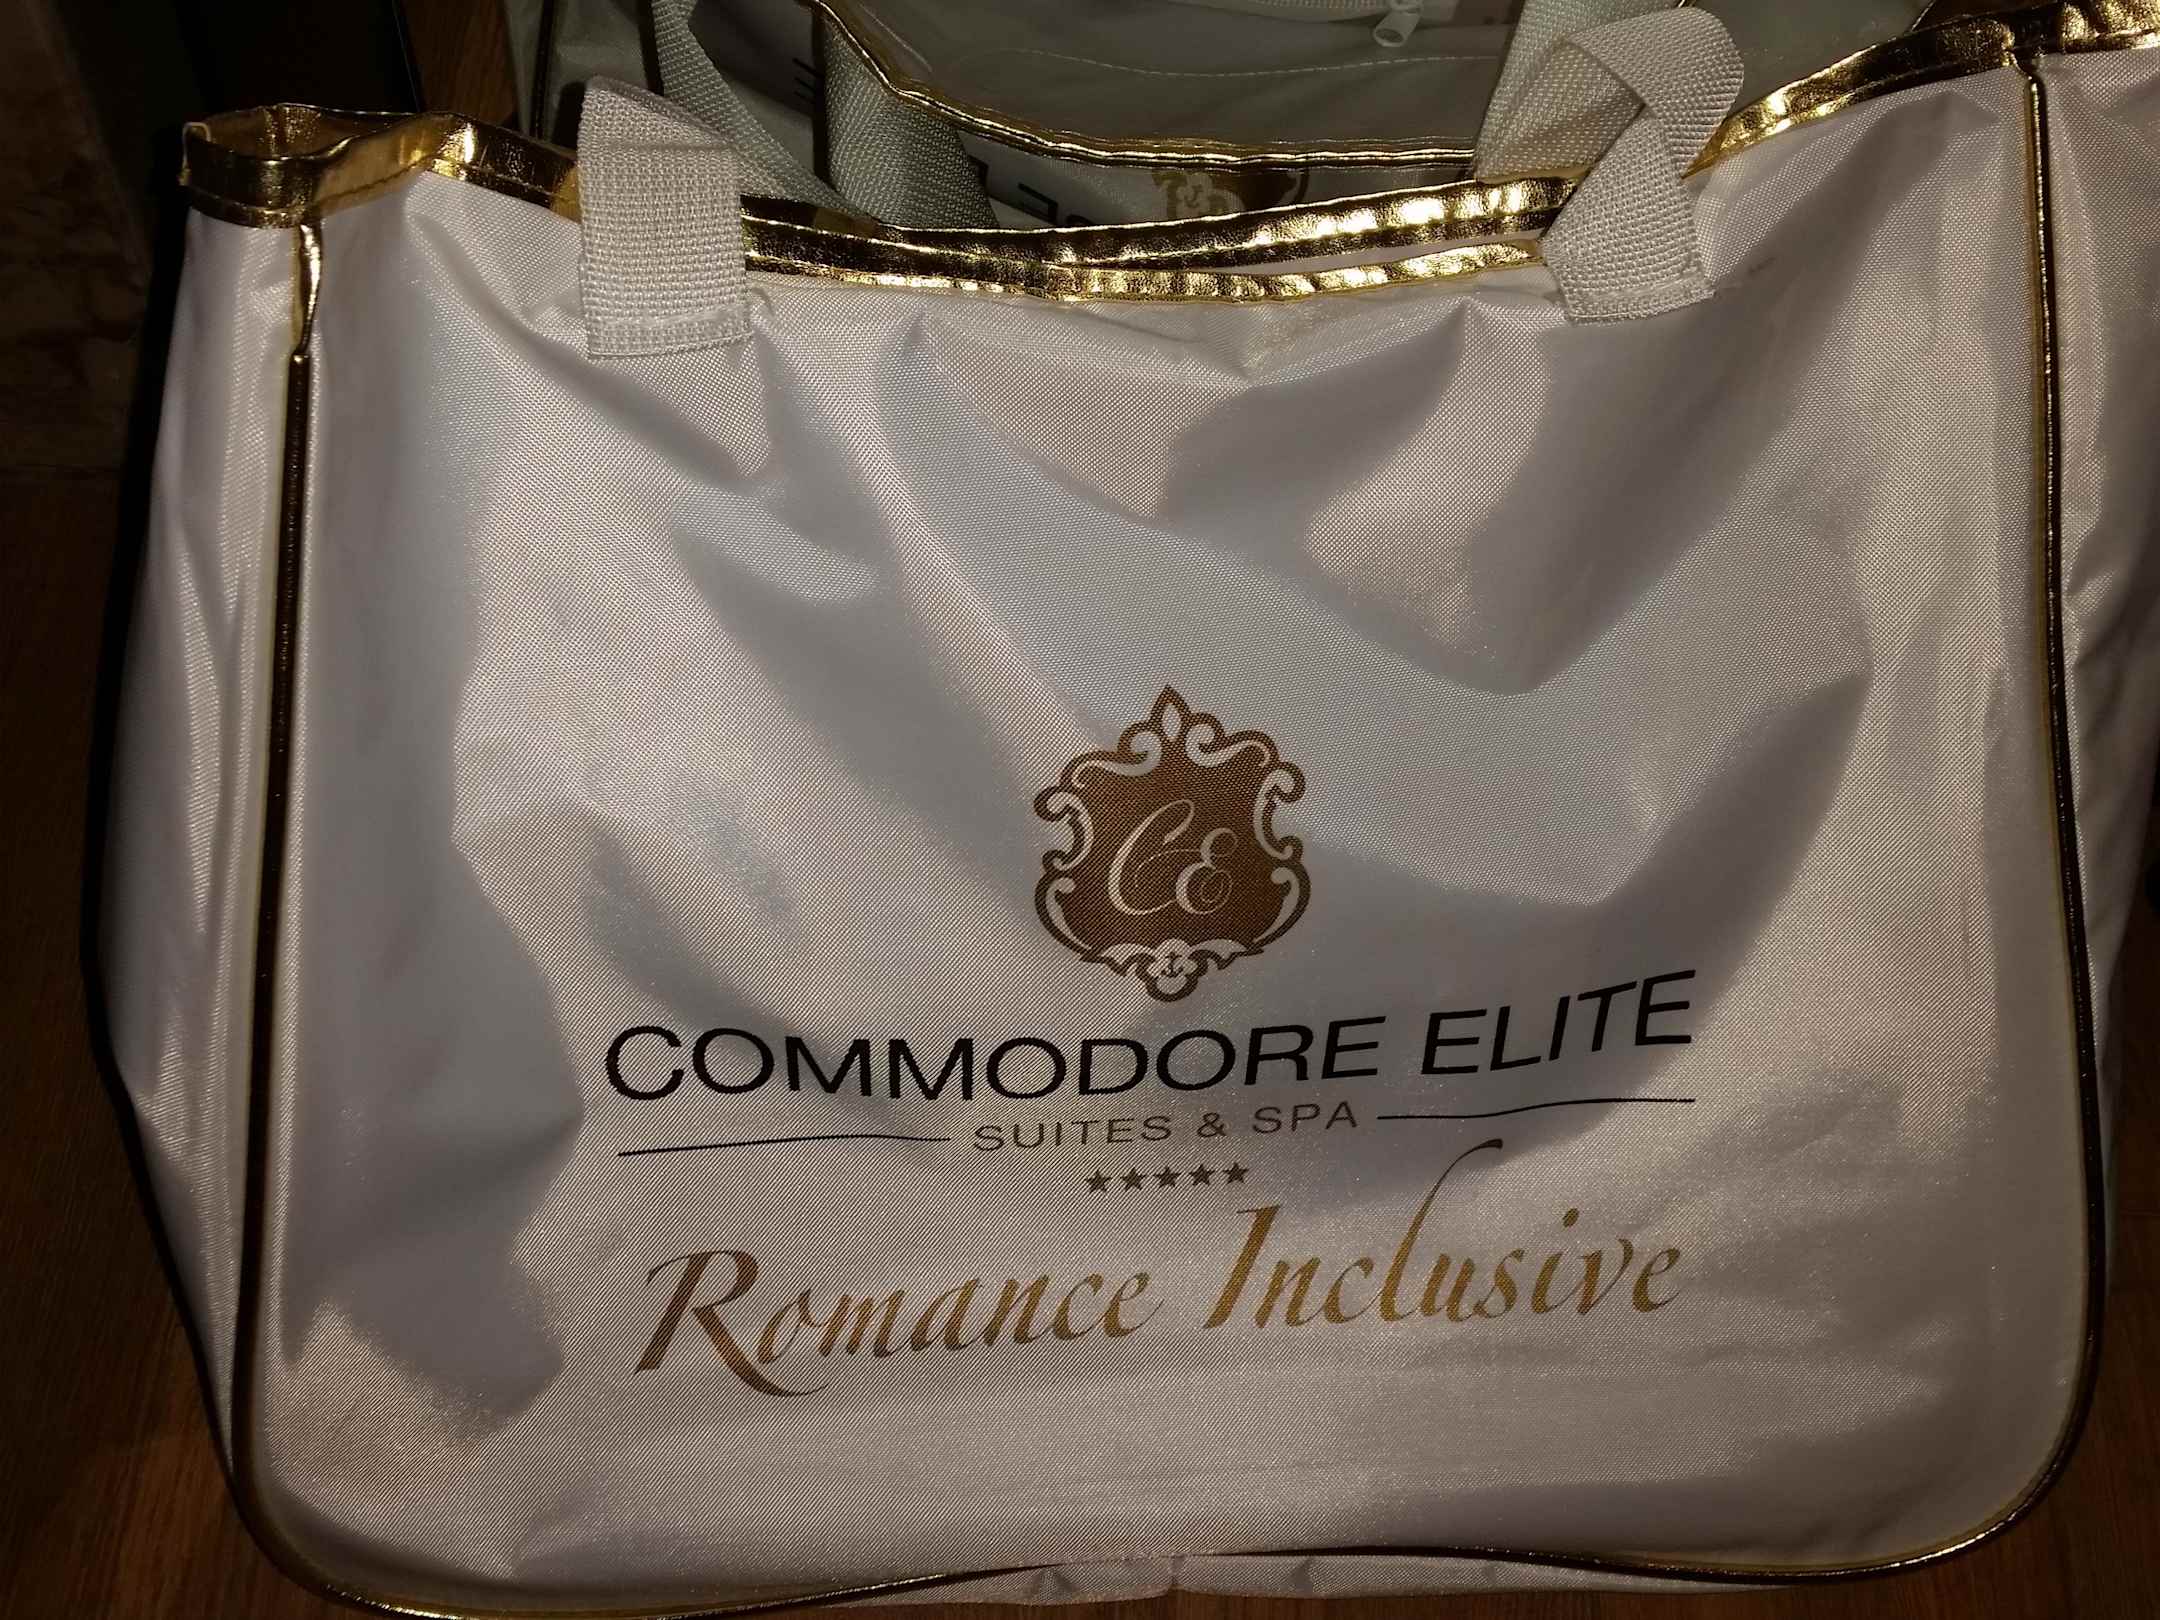 CE
COMMODORE ELITE
SUITES & SPA
★★★★★
Romance Inclusive